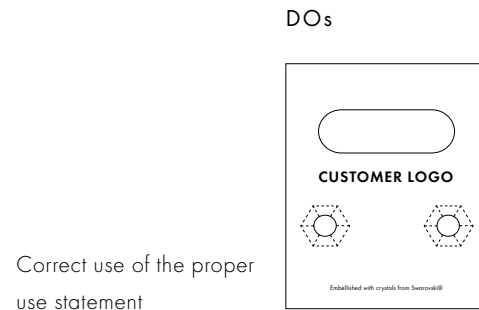 DOs
CUSTOMER LOGO
Embellished with crystals from Swarovski®
Correct use of the proper
use statement